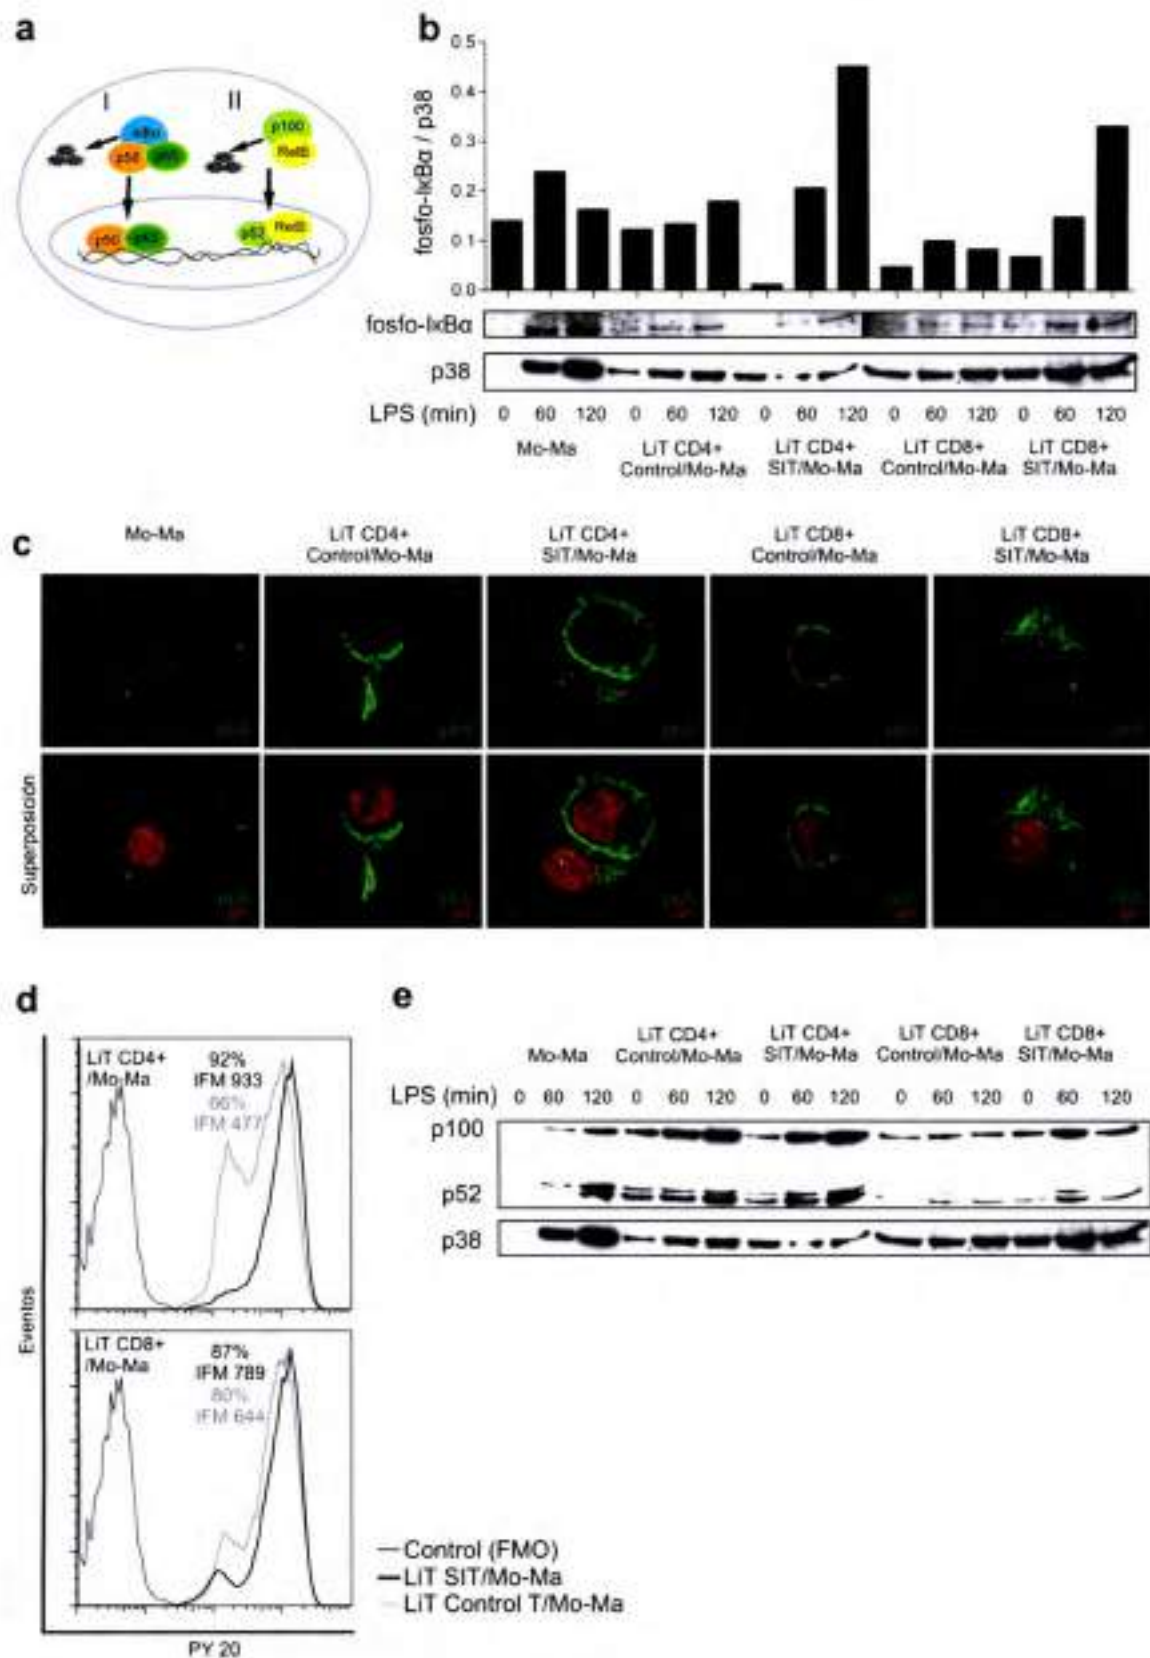 a
I
II
p100
p50
RelB
p50
p52
RelB
b
fosfo-IκBα / p38
0.5
0.4
0.3
0.2
0.1
0.0
fosfo-IκBα
p38
LPS (min) 0 60 120 0 60 120 0 60 120 0 60 120 0 60 120
Mo-Ma
LiT CD4+
Control/Mo-Ma
LiT CD4+
SIT/Mo-Ma
LiT CD8+
Control/Mo-Ma
LiT CD8+
SIT/Mo-Ma
c
Mo-Ma
LiT CD4+
Control/Mo-Ma
LiT CD4+
SIT/Mo-Ma
LiT CD8+
Control/Mo-Ma
LiT CD8+
SIT/Mo-Ma
Superposición
d
LiT CD4+
/Mo-Ma
92%
IFM 933
66%
IFM 477
LiT CD8+
/Mo-Ma
87%
IFM 789
80%
IFM 644
Eventos
PY 20
Control (FMO)
LiT SIT/Mo-Ma
LiT Control T/Mo-Ma
e
Mo-Ma
LiT CD4+
Control/Mo-Ma
LiT CD4+
SIT/Mo-Ma
LiT CD8+
Control/Mo-Ma
LiT CD8+
SIT/Mo-Ma
LPS (min) 0 60 120 0 60 120 0 60 120 0 60 120 0 60 120
p100
p52
p38